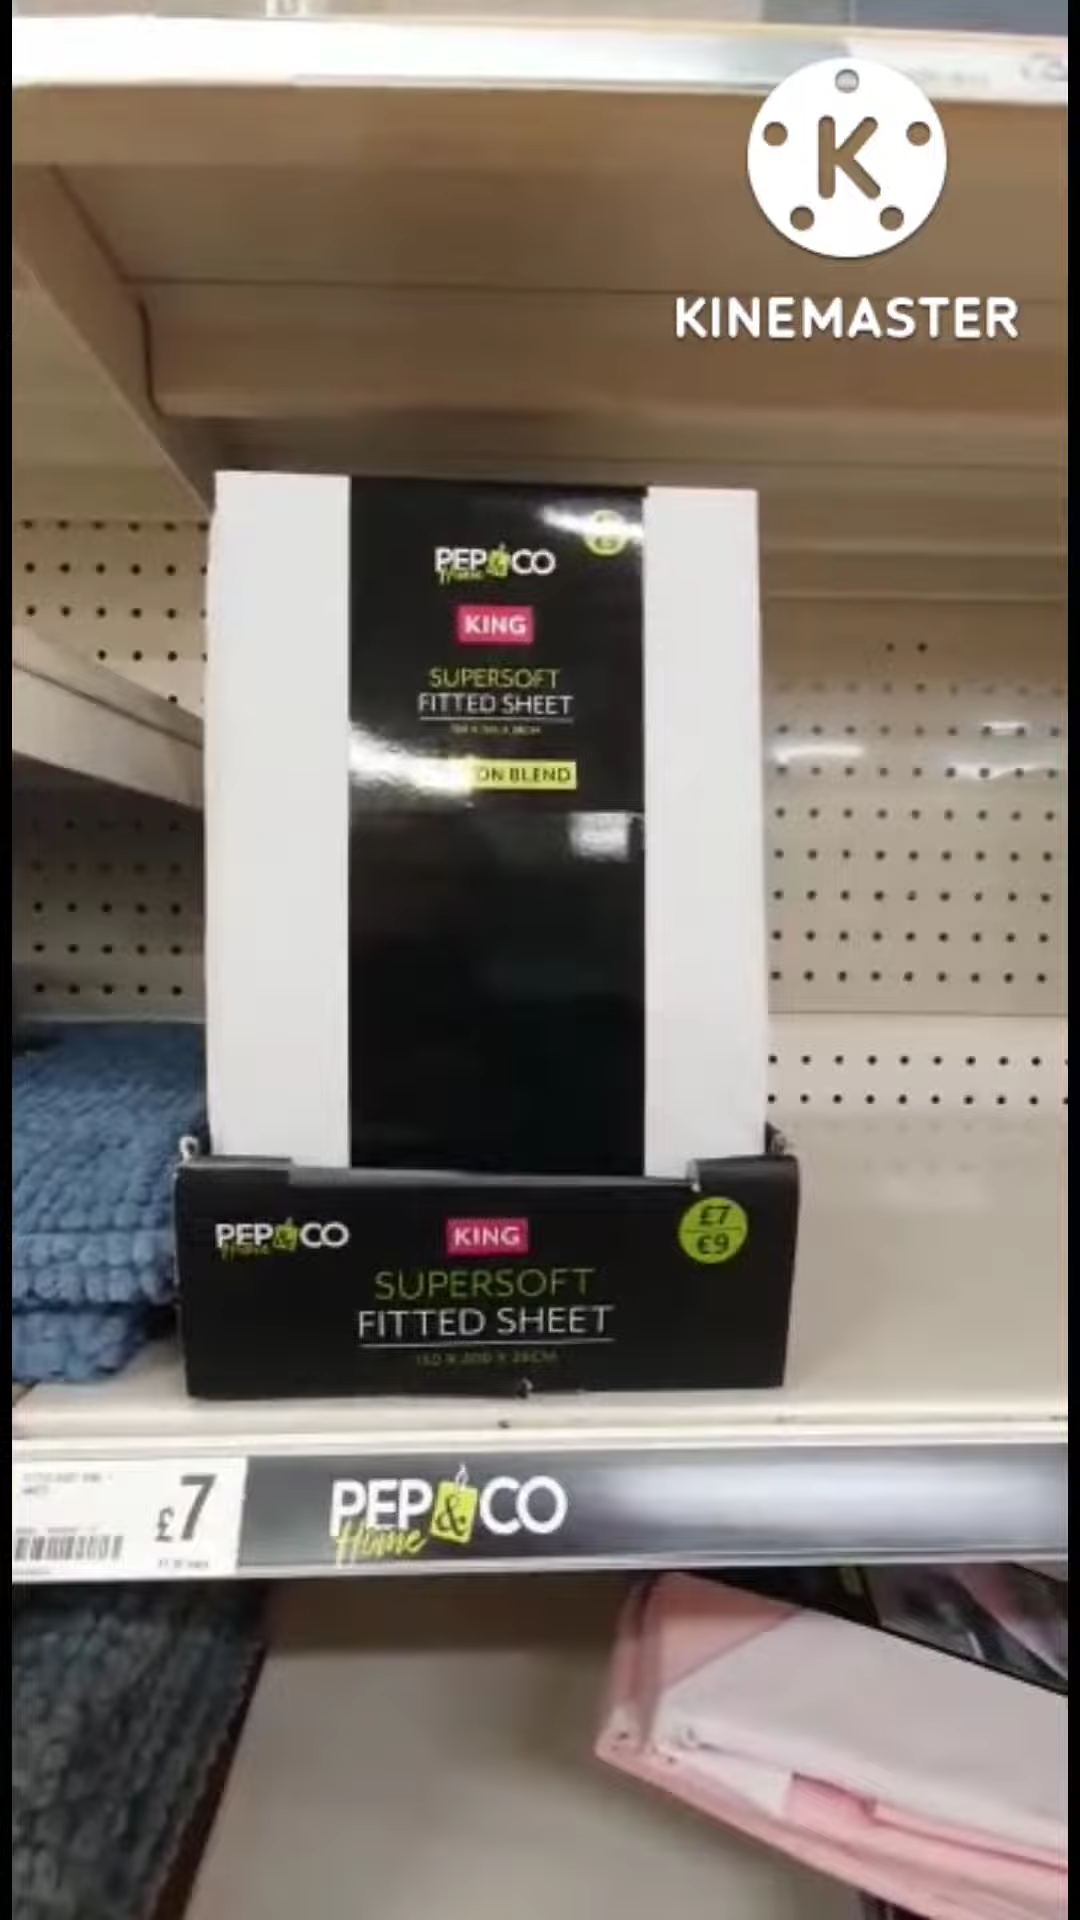 K
KINEMASTER
PEP&CO
Home
KING
SUPERSOFT
FITTED SHEET
ON BLEND
PEP&CO
Home
KING
£7
€9
SUPERSOFT
FITTED SHEET
£7
PEP&CO
Home